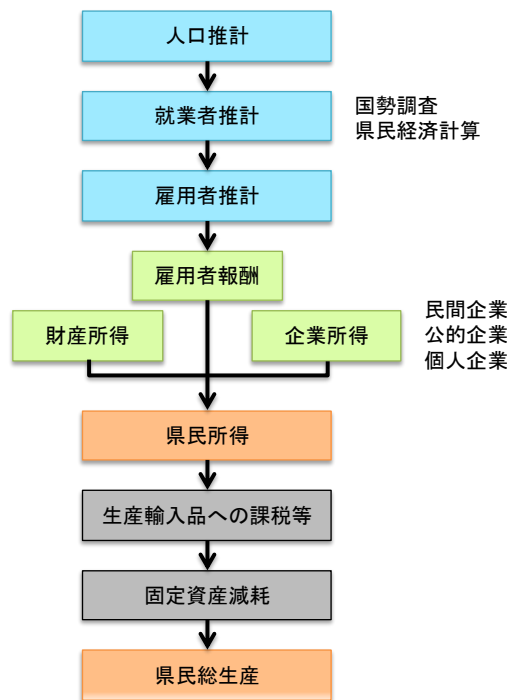 人口推計
就業者推計
国勢調査
県民経済計算
雇用者推計
雇用者報酬
財産所得
企業所得
民間企業
公的企業
個人企業
県民所得
生産輸入品への課税等
固定資産減耗
県民総生産